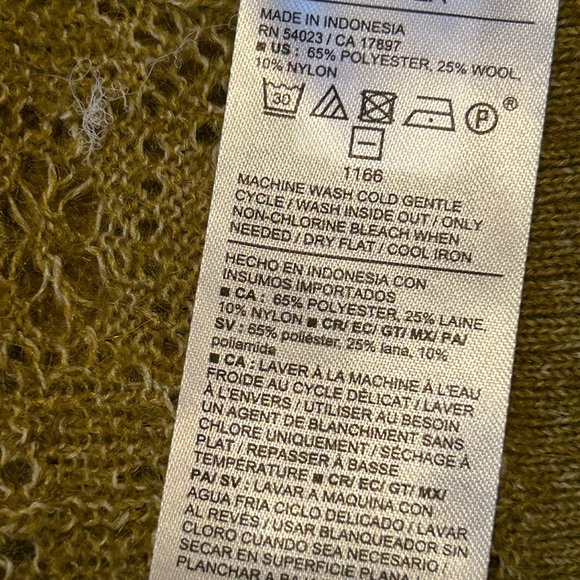 MADE IN INDONESIA
RN 54023 / CA 17897
■ US : 65% POLYESTER, 25% WOOL,
10% NYLON
30 P ®
1166
MACHINE WASH COLD GENTLE
CYCLE / WASH INSIDE OUT / ONLY
NON-CHLORINE BLEACH WHEN
NEEDED / DRY FLAT / COOL IRON
HECHO EN INDONESIA CON
INSUMOS IMPORTADOS
■ CA : 65% POLYESTER, 25% LAINE,
10% NYLON ■ CR/ EC/ GT/ MX/ PA/
SV : 65% poliéster, 25% lana, 10%
poliamida
■ CA : LAVER À LA MACHINE À L'EAU
FROIDE AU CYCLE DÉLICAT / LAVER
À L'ENVERS / UTILISER AU BESOIN
UN AGENT DE BLANCHIMENT SANS
CHLORE UNIQUEMENT / SÉCHAGE À
PLAT / REPASSER À BASSE
TEMPÉRATURE ■ CR/ EC/ GT/ MX/
PA/ SV : LAVAR A MAQUINA CON
AGUA FRIA CICLO DELICADO / LAVAR
AL REVÉS / USAR BLANQUEADOR SIN
CLORO CUANDO SEA NECESARIO /
SECAR EN SUPERFICIE PLANA /
PLANCHAR A